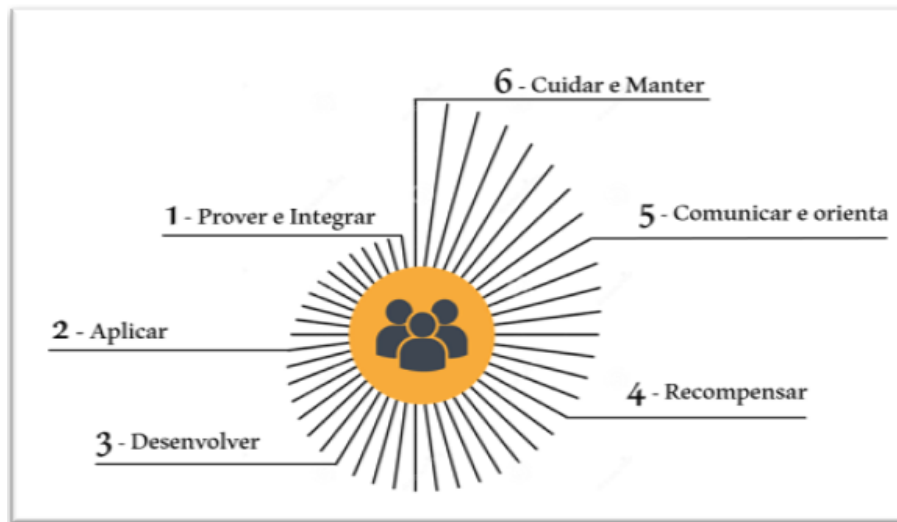 6 - Cuidar e Manter
1 - Prover e Integrar
5 - Comunicar e orienta
2 - Aplicar
4 - Recompensar
3 - Desenvolver